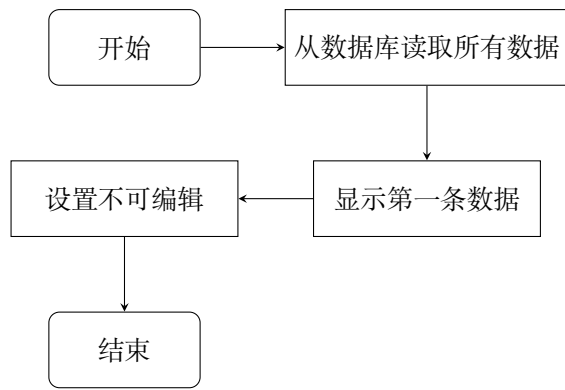 开始
从数据库读取所有数据
显示第一条数据
设置不可编辑
结束